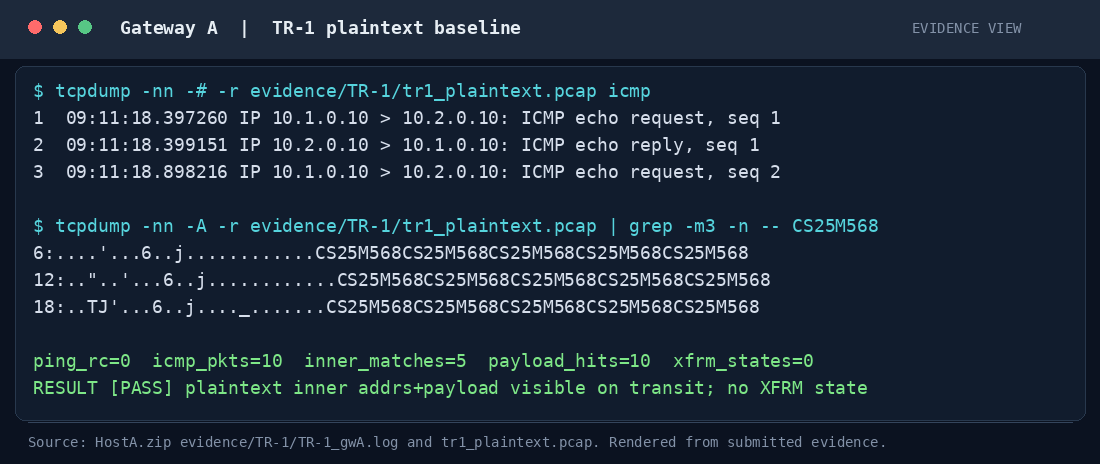 Gateway A | TR-1 plaintext baseline
EVIDENCE VIEW
$ tcpdump -nn -# -r evidence/TR-1/tr1_plaintext.pcap icmp
1  09:11:18.397260 IP 10.1.0.10 > 10.2.0.10: ICMP echo request, seq 1
2  09:11:18.399151 IP 10.2.0.10 > 10.1.0.10: ICMP echo reply, seq 1
3  09:11:18.898216 IP 10.1.0.10 > 10.2.0.10: ICMP echo request, seq 2
$ tcpdump -nn -A -r evidence/TR-1/tr1_plaintext.pcap | grep -m3 -n -- CS25M568
6:....'...6..j............CS25M568CS25M568CS25M568CS25M568CS25M568
12:.."..'...6..j............CS25M568CS25M568CS25M568CS25M568CS25M568
18:..TJ'...6..j...._.......CS25M568CS25M568CS25M568CS25M568CS25M568
ping_rc=0  icmp_pkts=10  inner_matches=5  payload_hits=10  xfrm_states=0
RESULT [PASS] plaintext inner addrs+payload visible on transit; no XFRM state
Source: HostA.zip evidence/TR-1/TR-1_gwA.log and tr1_plaintext.pcap. Rendered from submitted evidence.